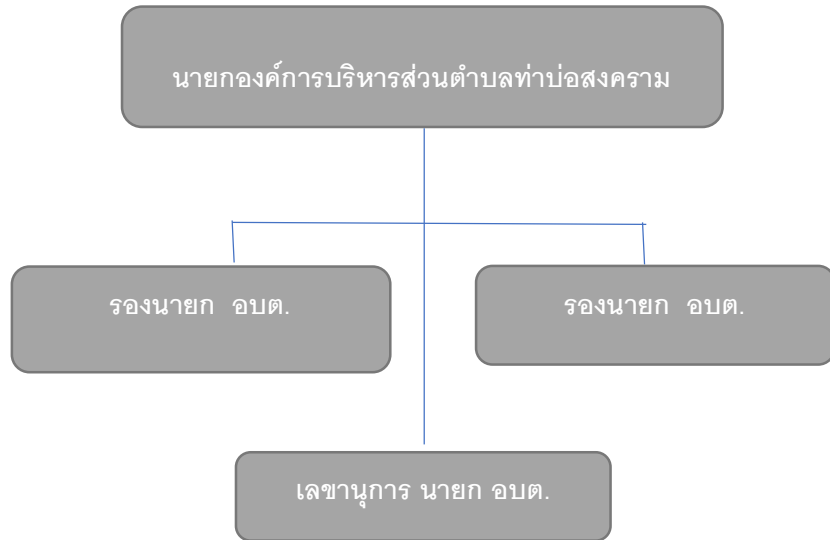 นายกองค์การบริหารส่วนตำบลท่าบ่อสงคราม
รองนายก อบต.
รองนายก อบต.
เลขานุการ นายก อบต.